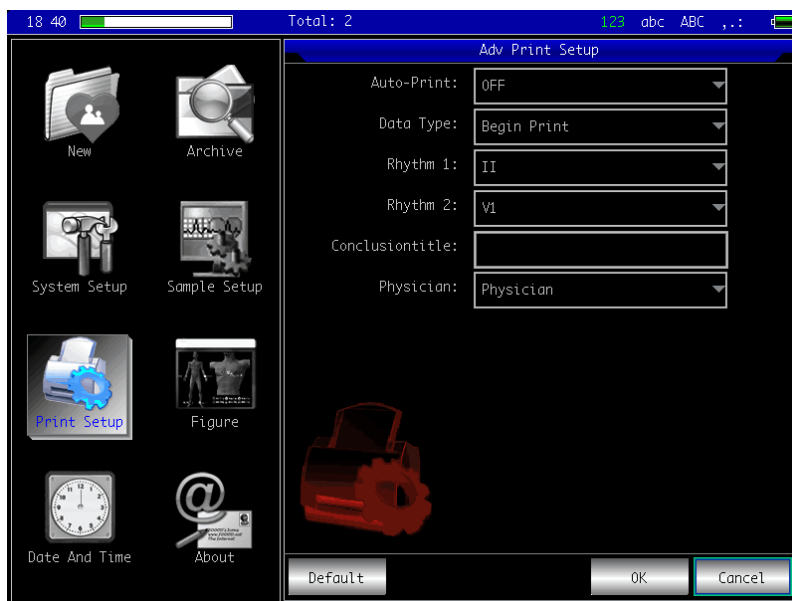 18 40 Total: 2 123 abc ABC ,.:
Adv Print Setup
New
Archive
System Setup
Sample Setup
Print Setup
Figure
Date And Time
About
Auto-Print: OFF
Data Type: Begin Print
Rhythm 1: II
Rhythm 2: V1
Conclusiontitle:
Physician: Physician
Default
OK
Cancel